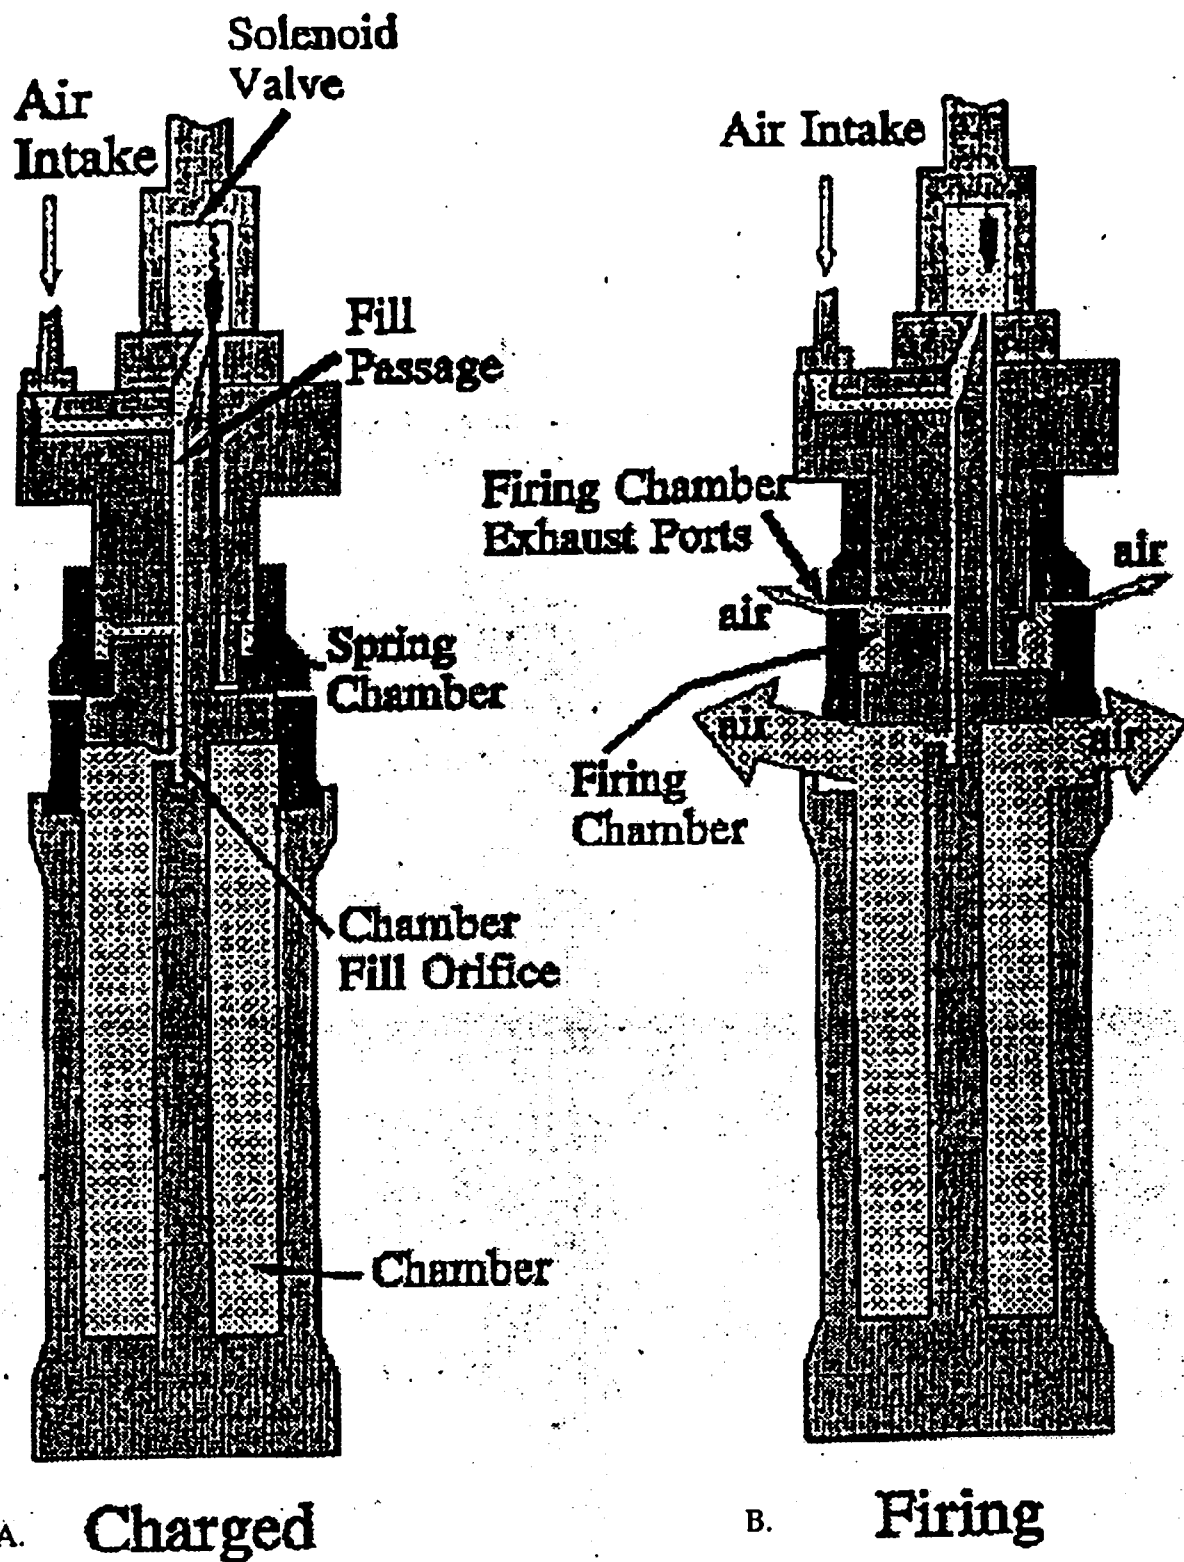 Solenoid
Valve
Air
Intake
Fill
Passage
Spring
Chamber
Chamber
Fill Orifice
Chamber
A. Charged
Air Intake
Firing Chamber
Exhaust Ports
air
air
air
air
Firing
Chamber
B. Firing